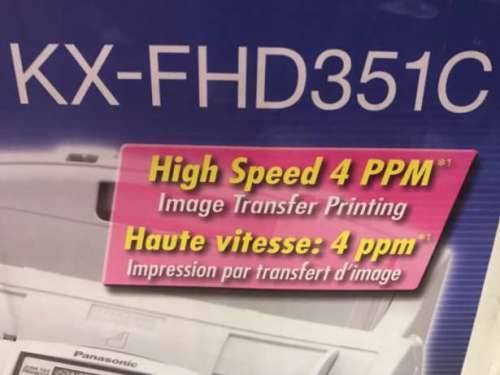 KX-FHD351C
High Speed 4 PPM*1
Image Transfer Printing
Haute vitesse: 4 ppm*1
Impression par transfert d'image
Panasonic